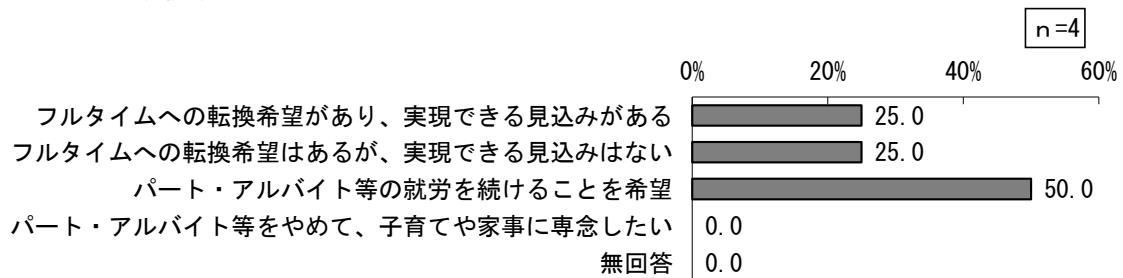 n=4
0% 20% 40% 60%
フルタイムへの転換希望があり、実現できる見込みがある 25.0
フルタイムへの転換希望はあるが、実現できる見込みはない 25.0
パート・アルバイト等の就労を続けることを希望 50.0
パート・アルバイト等をやめて、子育てや家事に専念したい 0.0
無回答 0.0